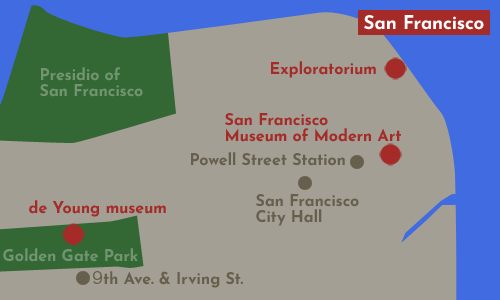 San Francisco
Presidio of
San Francisco
Exploratorium
San Francisco
Museum of Modern Art
Powell Street Station
San Francisco
City Hall
de Young museum
Golden Gate Park
9th Ave. & Irving St.